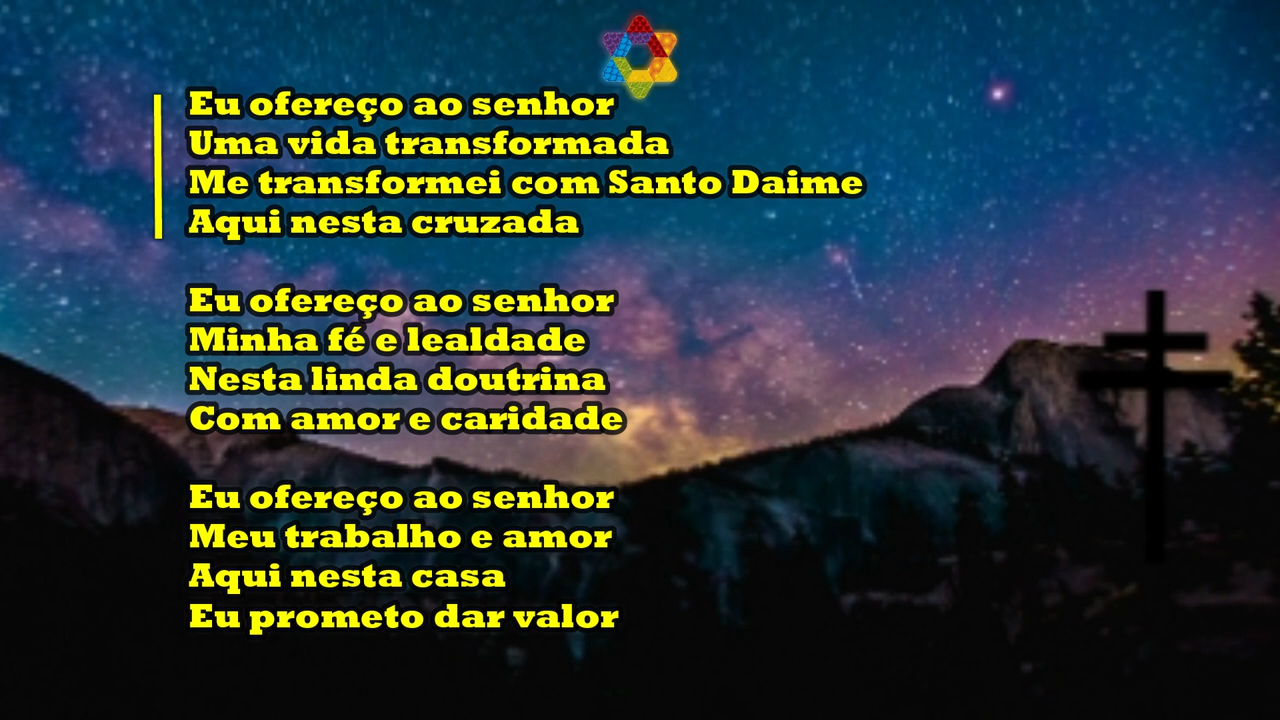 Eu ofereço ao senhor
Uma vida transformada
Me transformei com Santo Daime
Aqui nesta cruzada
Eu ofereço ao senhor
Minha fé e lealdade
Nesta linda doutrina
Com amor e caridade
Eu ofereço ao senhor
Meu trabalho e amor
Aqui nesta casa
Eu prometo dar valor